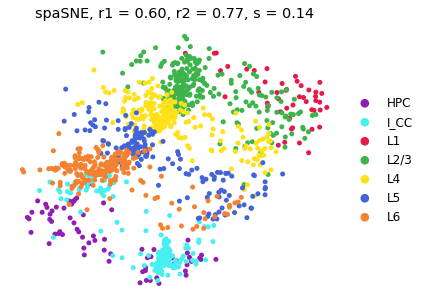 spaSNE, r1 = 0.60, r2 = 0.77, s = 0.14
HPC
I_CC
L1
L2/3
L4
L5
L6